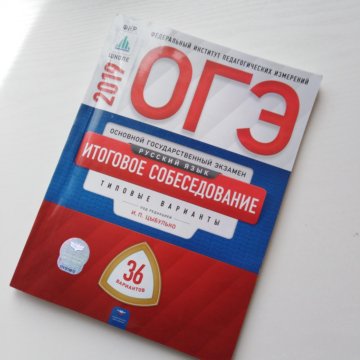 ФЕДЕРАЛЬНЫЙ ИНСТИТУТ ПЕДАГОГИЧЕСКИХ ИЗМЕРЕНИЙ
ШКОЛЕ
2019
ОГЭ
ОСНОВНОЙ ГОСУДАРСТВЕННЫЙ ЭКЗАМЕН
РУССКИЙ ЯЗЫК
ИТОГОВОЕ СОБЕСЕДОВАНИЕ
ТИПОВЫЕ ВАРИАНТЫ
ПОД РЕДАКЦИЕЙ
И. П. ЦЫБУЛЬКО
36
ВАРИАНТОВ